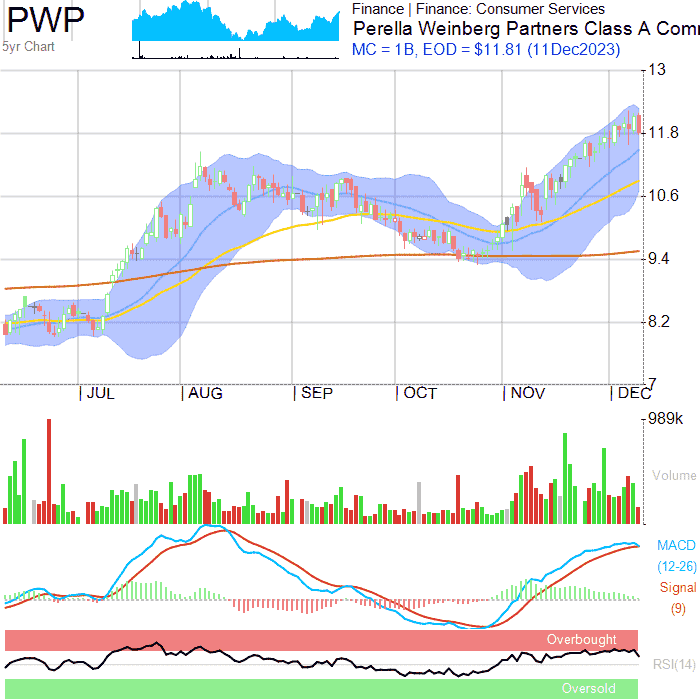 PWP
5yr Chart
Finance | Finance: Consumer Services
Perella Weinberg Partners Class A Com
MC = 1B, EOD = $11.81 (11Dec2023)
13
11.8
10.6
9.4
8.2
7
JUL AUG SEP OCT NOV DEC
989k
Volume
MACD
(12-26)
Signal
(9)
Overbought
RSI(14)
Oversold